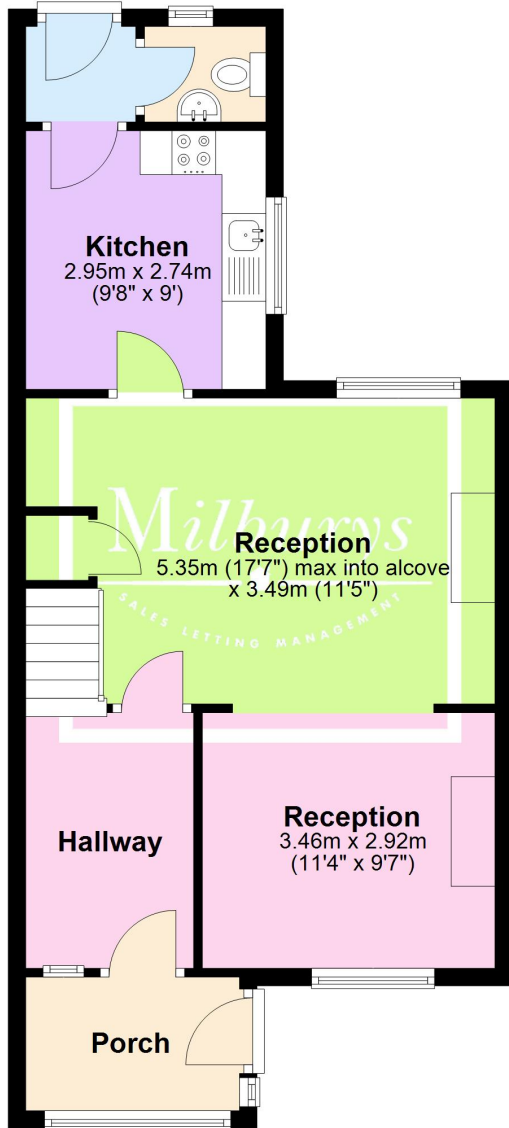 Kitchen
2.95m x 2.74m
(9'8" x 9')
Milburys
Reception
5.35m (17'7") max into alcove
x 3.49m (11'5")
SALES LETTING MANAGEMENT
Reception
3.46m x 2.92m
(11'4" x 9'7")
Hallway
Porch